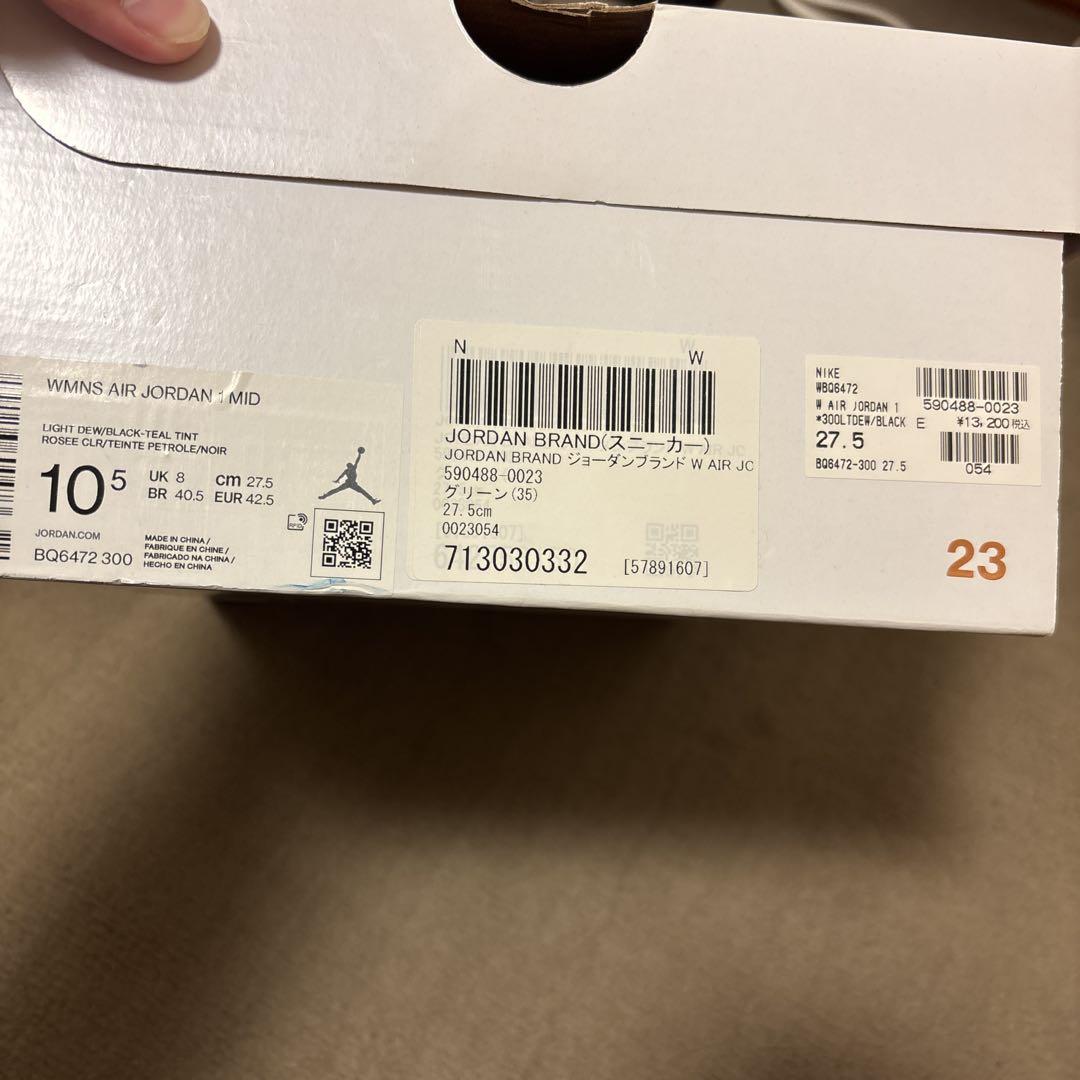 WMNS AIR JORDAN 1 MID
LIGHT DEW/BLACK-TEAL TINT
ROSEE CLR/TEINTE PETROLE/NOIR
10 5
UK 8 cm 27.5
BR 40.5 EUR 42.5
RFID
JORDAN.COM
BQ6472 300
MADE IN CHINA /
FABRIQUE EN CHINE /
FABRICADO NA CHINA /
HECHO EN CHINA
N W
JORDAN BRAND(スニーカー)
JORDAN BRAND ジョーダンブランド W AIR JO
590488-0023
グリーン(35)
27.5cm
0023054
713030332 [57891607]
NIKE
WBQ6472
W AIR JORDAN 1 590488-0023
*300LTDEW/BLACK E ¥13,200税込
27.5
BQ6472-300 27.5 054
23